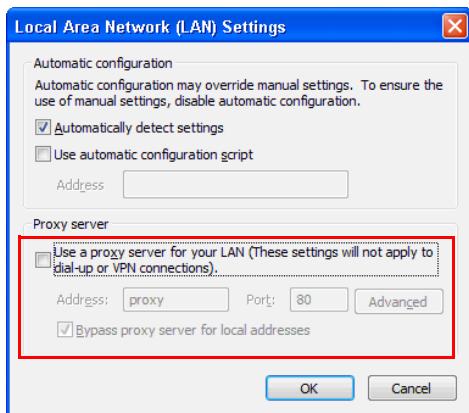 Local Area Network (LAN) Settings
Automatic configuration
Automatic configuration may override manual settings. To ensure the
use of manual settings, disable automatic configuration.
Automatically detect settings
Use automatic configuration script
Address
Proxy server
Use a proxy server for your LAN (These settings will not apply to
dial-up or VPN connections).
Address: proxy Port: 80 Advanced
Bypass proxy server for local addresses
OK Cancel